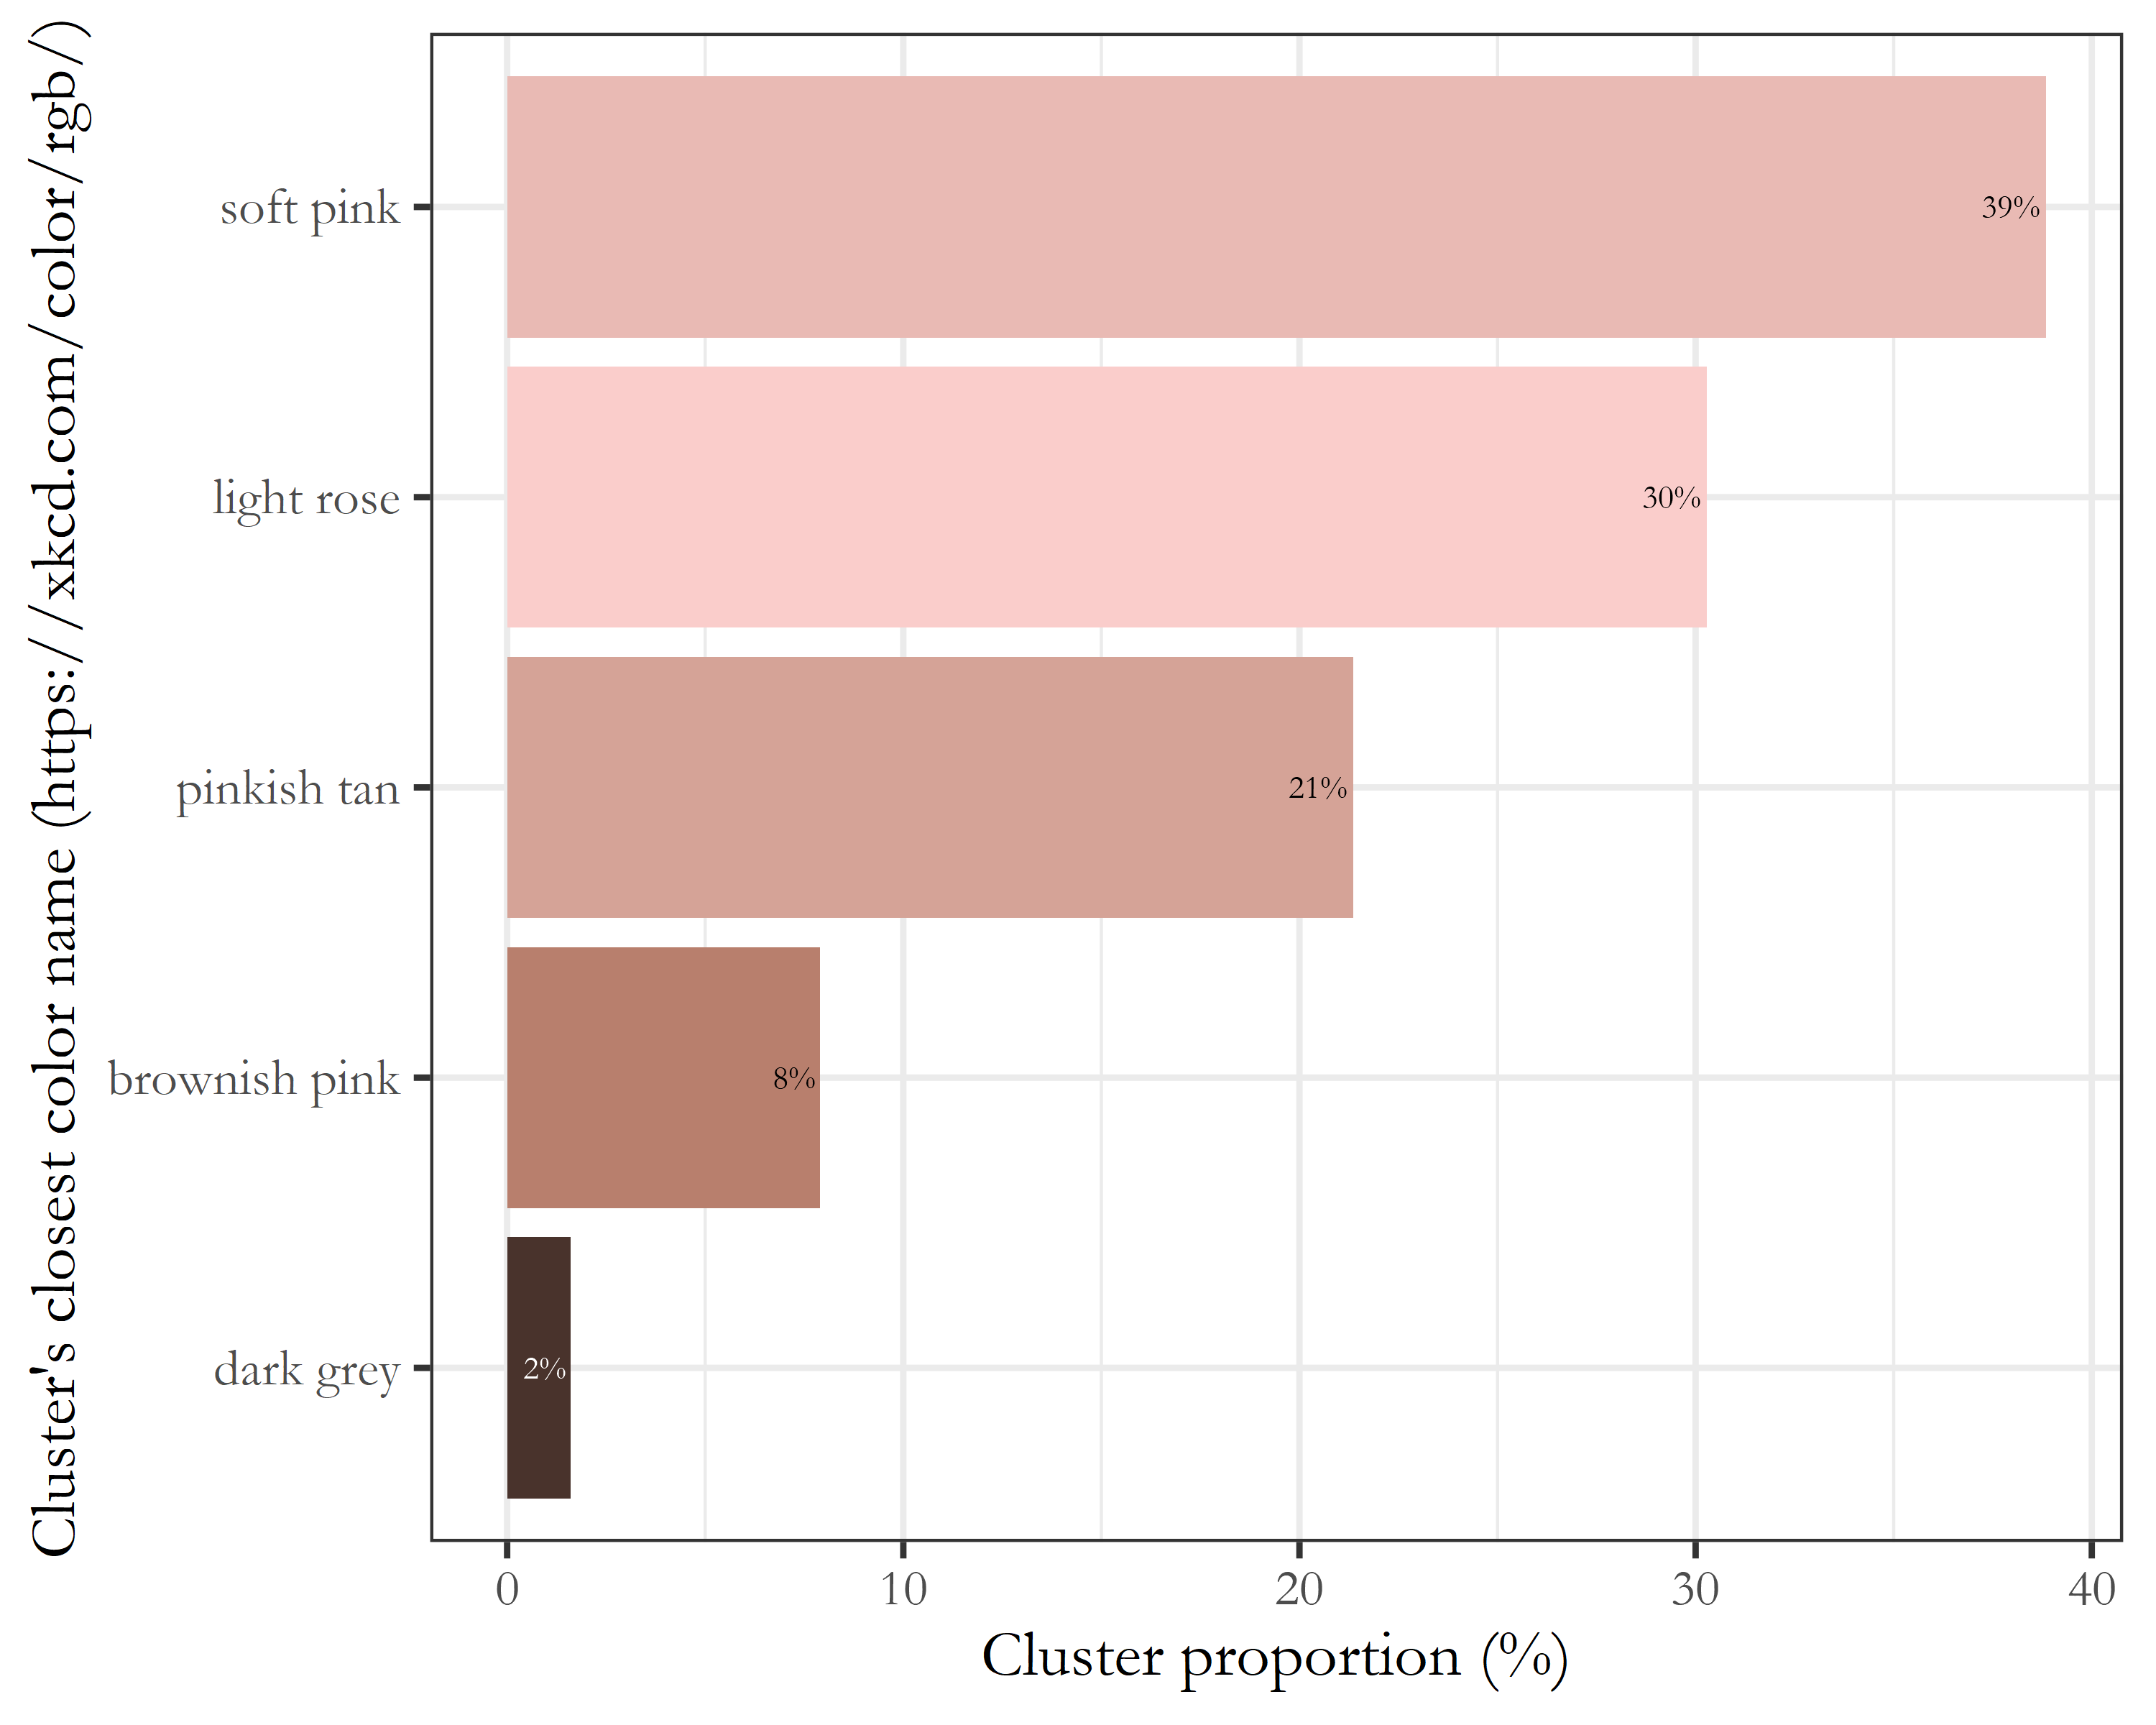 Cluster's closest color name (https://xkcd.com/color/rgb/)
soft pink
39%
light rose
30%
pinkish tan
21%
brownish pink
8%
dark grey
2%
0 10 20 30 40
Cluster proportion (%)